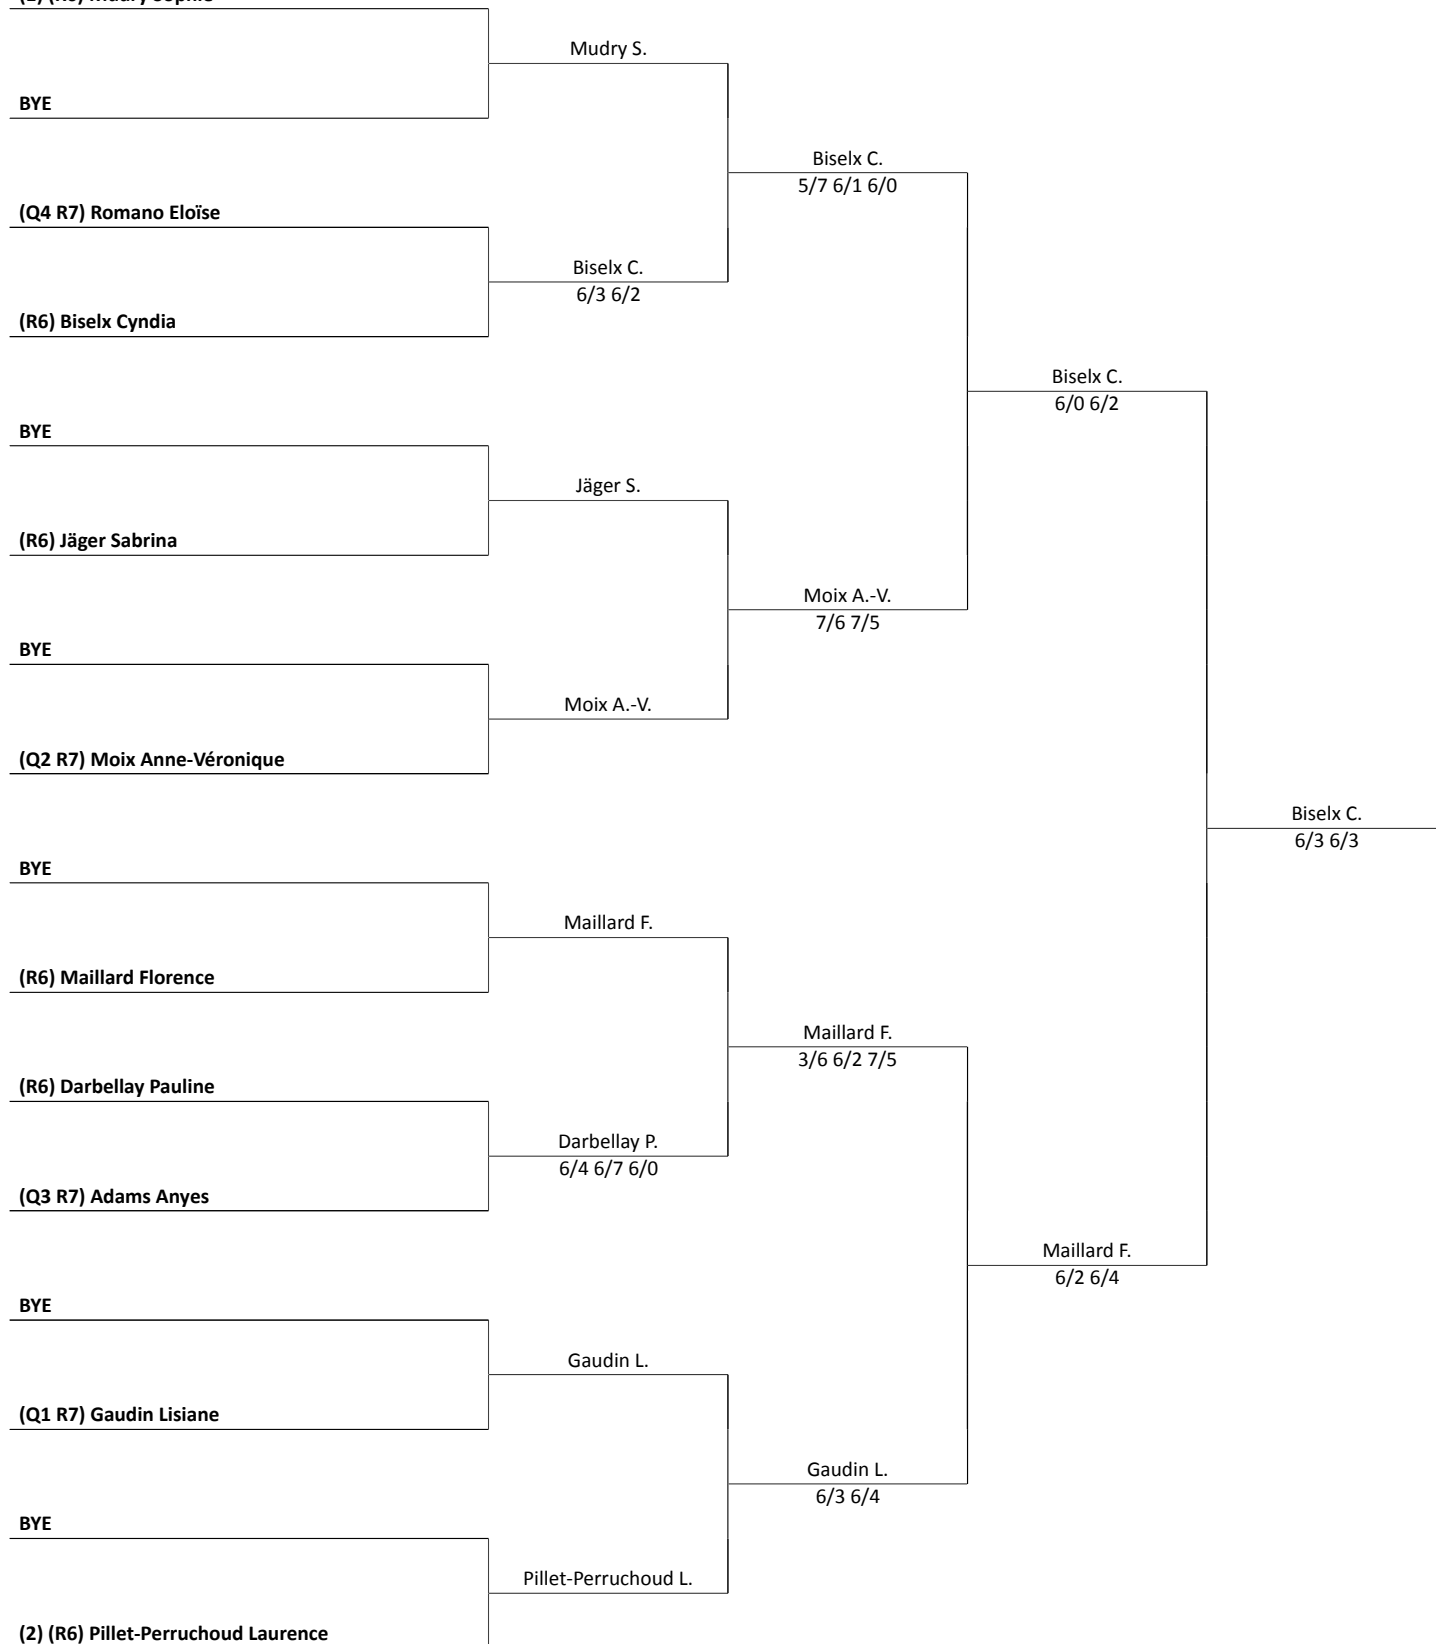 Mudry S.
BYE
Biselx C.
5/7 6/1 6/0
(Q4 R7) Romano Eloïse
Biselx C.
6/3 6/2
(R6) Biselx Cyndia
Biselx C.
6/0 6/2
BYE
Jäger S.
(R6) Jäger Sabrina
Moix A.-V.
7/6 7/5
BYE
Moix A.-V.
(Q2 R7) Moix Anne-Véronique
Biselx C.
6/3 6/3
BYE
Maillard F.
(R6) Maillard Florence
Maillard F.
3/6 6/2 7/5
(R6) Darbellay Pauline
Darbellay P.
6/4 6/7 6/0
(Q3 R7) Adams Anyes
Maillard F.
6/2 6/4
BYE
Gaudin L.
(Q1 R7) Gaudin Lisiane
Gaudin L.
6/3 6/4
BYE
Pillet-Perruchoud L.
(2) (R6) Pillet-Perruchoud Laurence